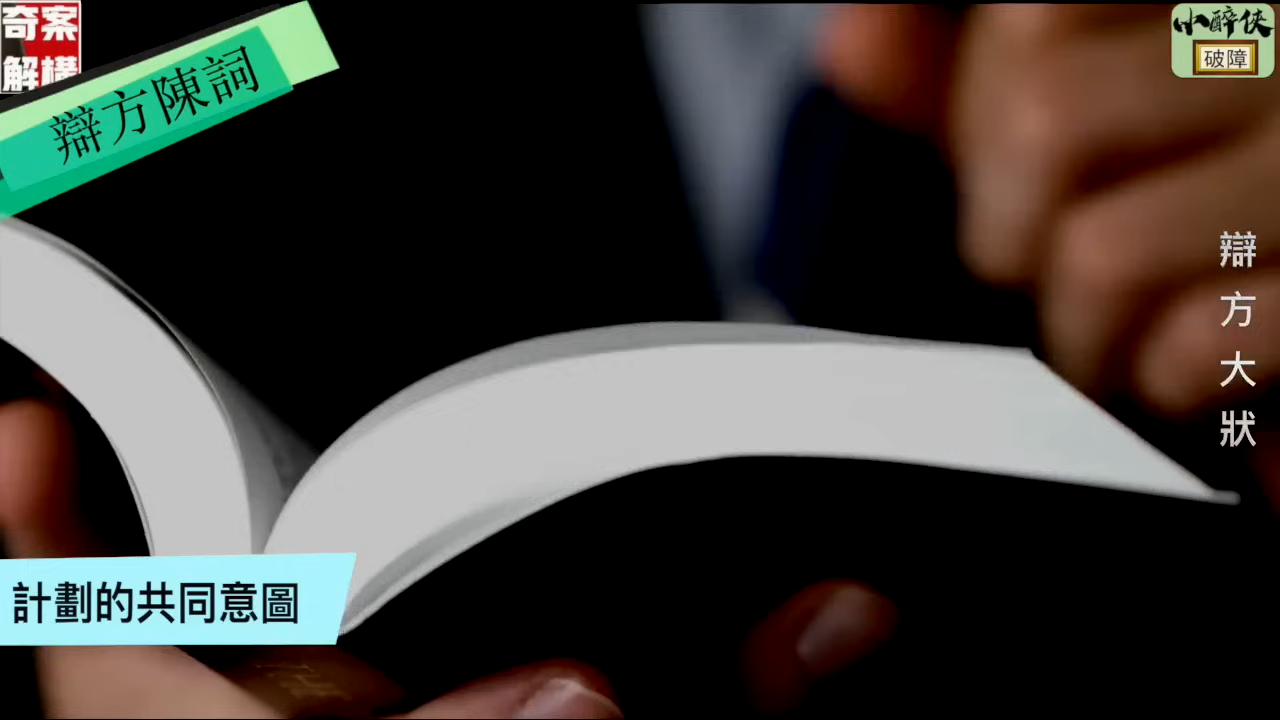 奇案
解構
辯方陳詞
小醉俠
破障
辯方大狀
計劃的共同意圖